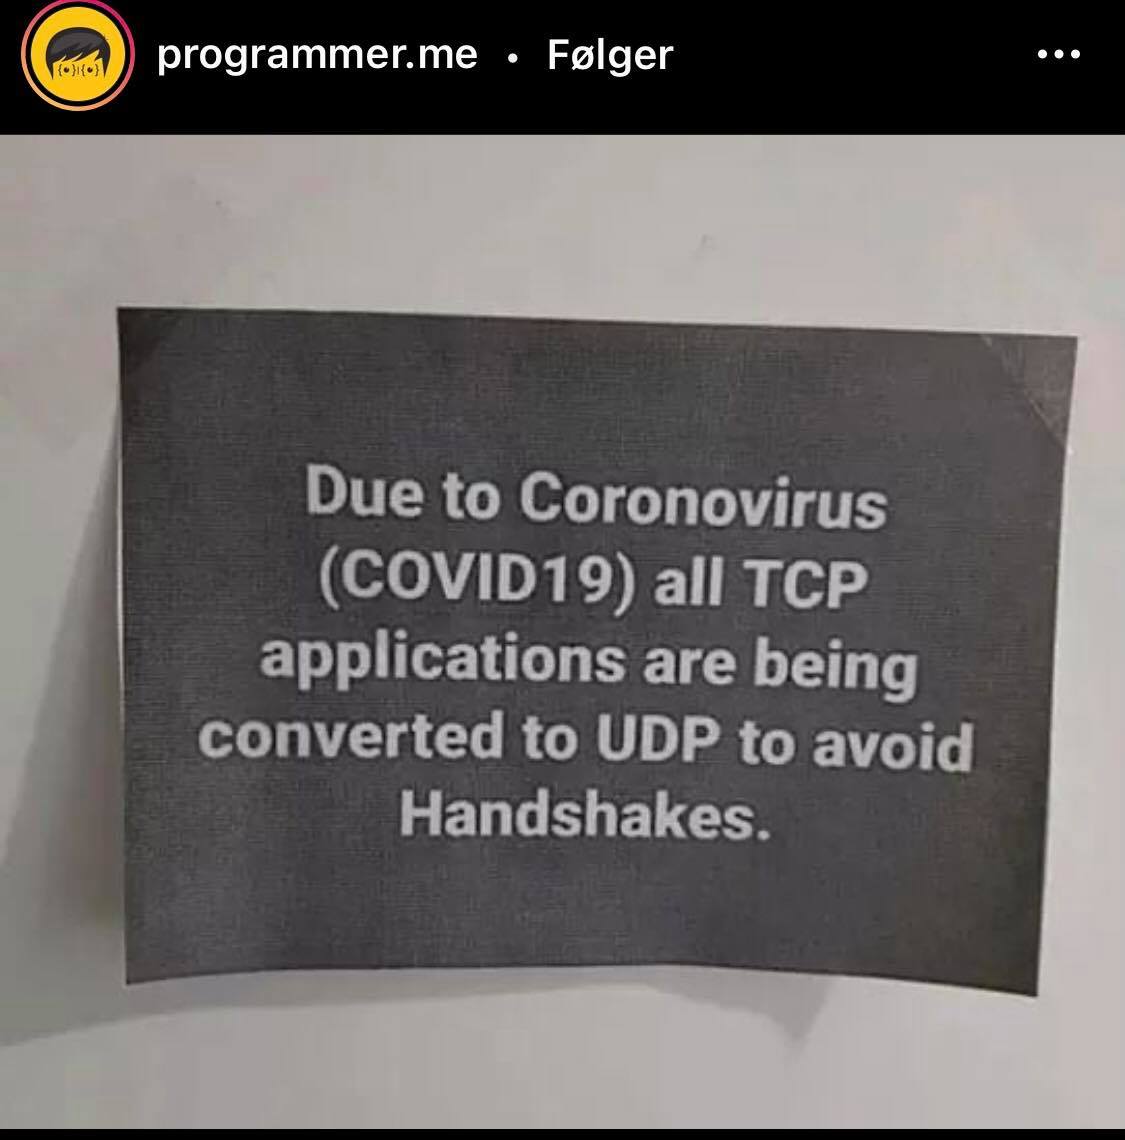 programmer.me • Følger
Due to Coronovirus
(COVID19) all TCP
applications are being
converted to UDP to avoid
Handshakes.